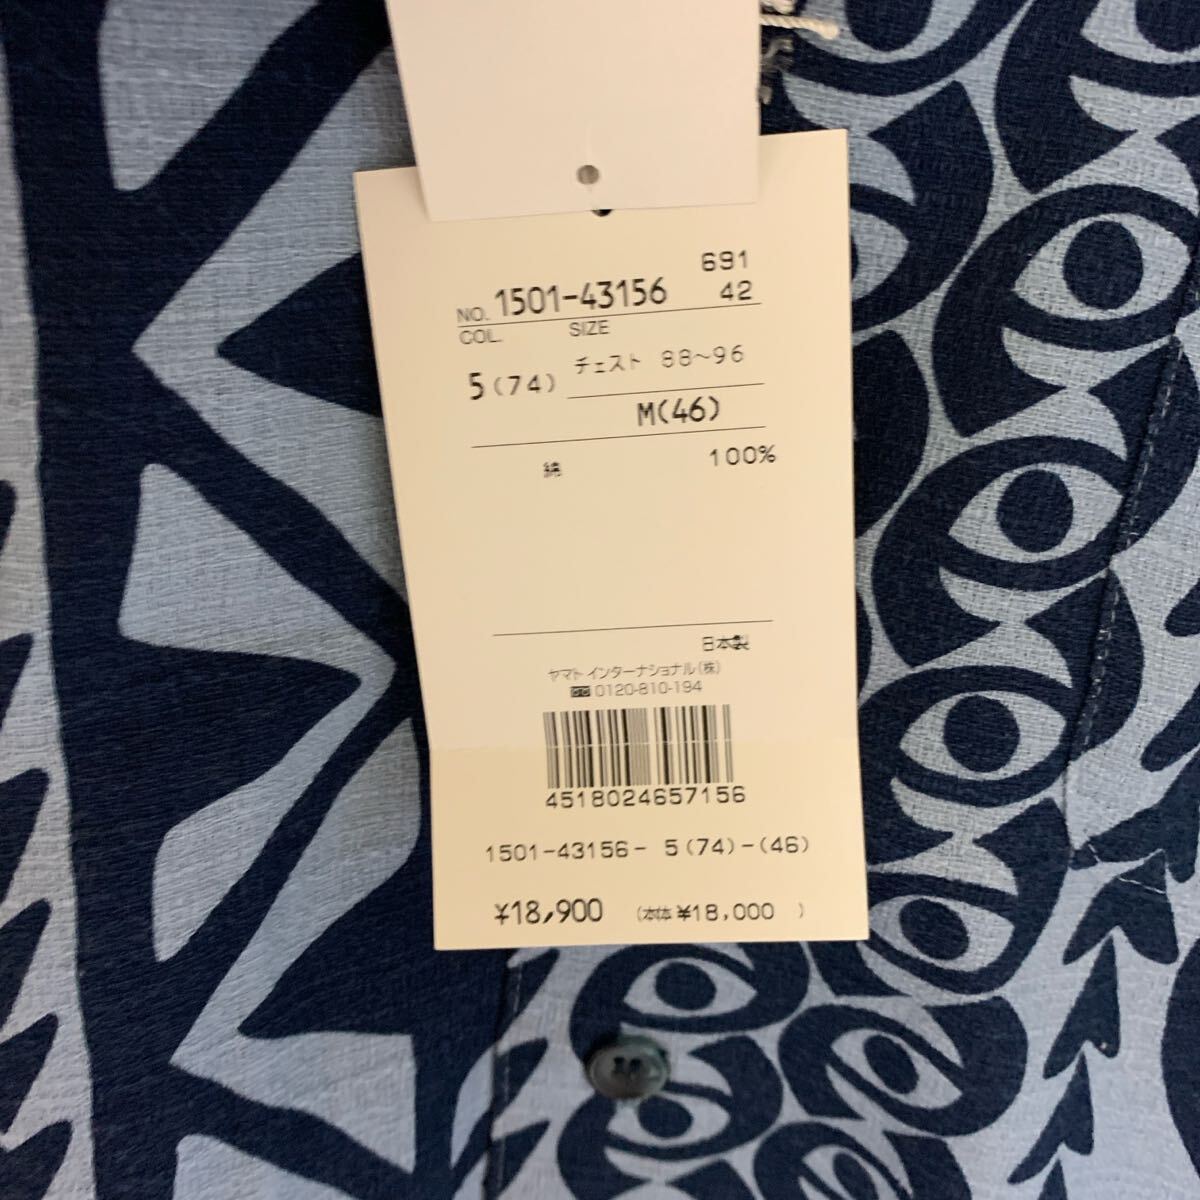 691
NO. 1501-43156 42
COL. SIZE
5(74) チェスト 88~96
M(46)
綿 100%
日本製
ヤマト インターナショナル(株)
0120-810-194
4518024657156
1501-43156- 5(74)-(46)
¥18,900 (本体 ¥18,000 )